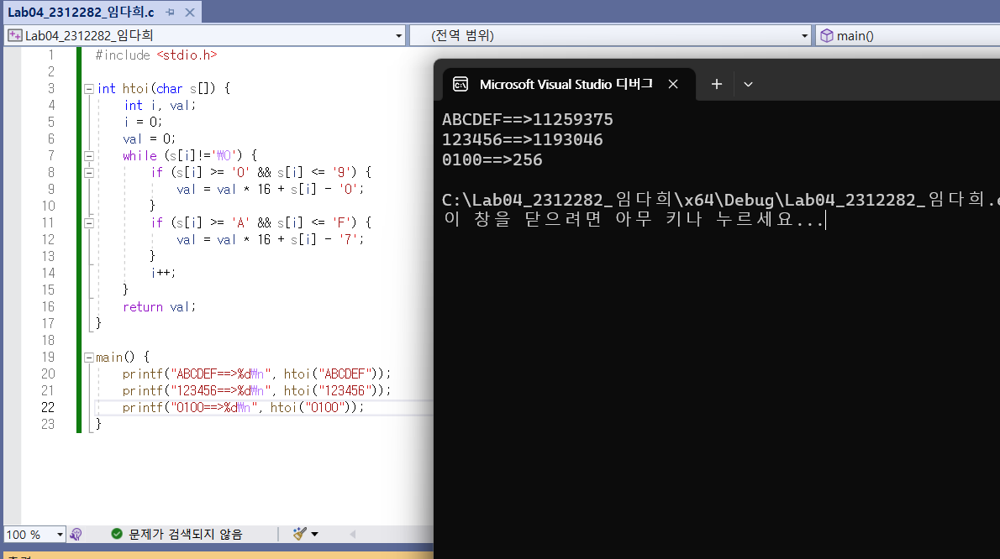 Lab04_2312282_임다희.c
Lab04_2312282_임다희
(전역 범위)
main()
1 #include <stdio.h>
2
3 int htoi(char s[]) {
4 int i, val;
5 i = 0;
6 val = 0;
7 while (s[i]!='₩0') {
8 if (s[i] >= '0' && s[i] <= '9') {
9 val = val * 16 + s[i] - '0';
10 }
11 if (s[i] >= 'A' && s[i] <= 'F') {
12 val = val * 16 + s[i] - '7';
13 }
14 i++;
15 }
16 return val;
17 }
18
19 main() {
20 printf("ABCDEF==>%d₩n", htoi("ABCDEF"));
21 printf("123456==>%d₩n", htoi("123456"));
22 printf("0100==>%d₩n", htoi("0100"));
23 }
100 %
문제가 검색되지 않음
Microsoft Visual Studio 디버그
ABCDEF==>11259375
123456==>1193046
0100==>256
C:\Lab04_2312282_임다희\x64\Debug\Lab04_2312282_임다희.e
이 창을 닫으려면 아무 키나 누르세요...